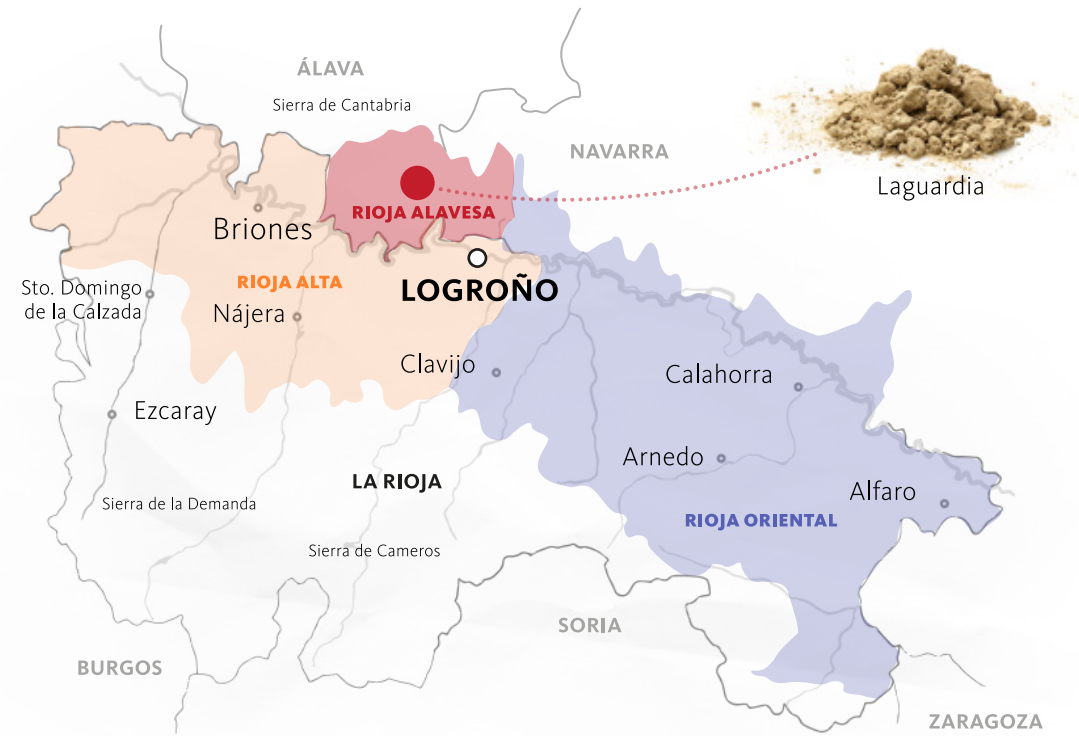 ÁLAVA
Sierra de Cantabria
NAVARRA
Laguardia
RIOJA ALAVESA
Briones
RIOJA ALTA
LOGROÑO
Sto. Domingo
de la Calzada
Nájera
Clavijo
Calahorra
Ezcaray
Arnedo
LA RIOJA
Alfaro
Sierra de la Demanda
RIOJA ORIENTAL
Sierra de Cameros
SORIA
BURGOS
ZARAGOZA